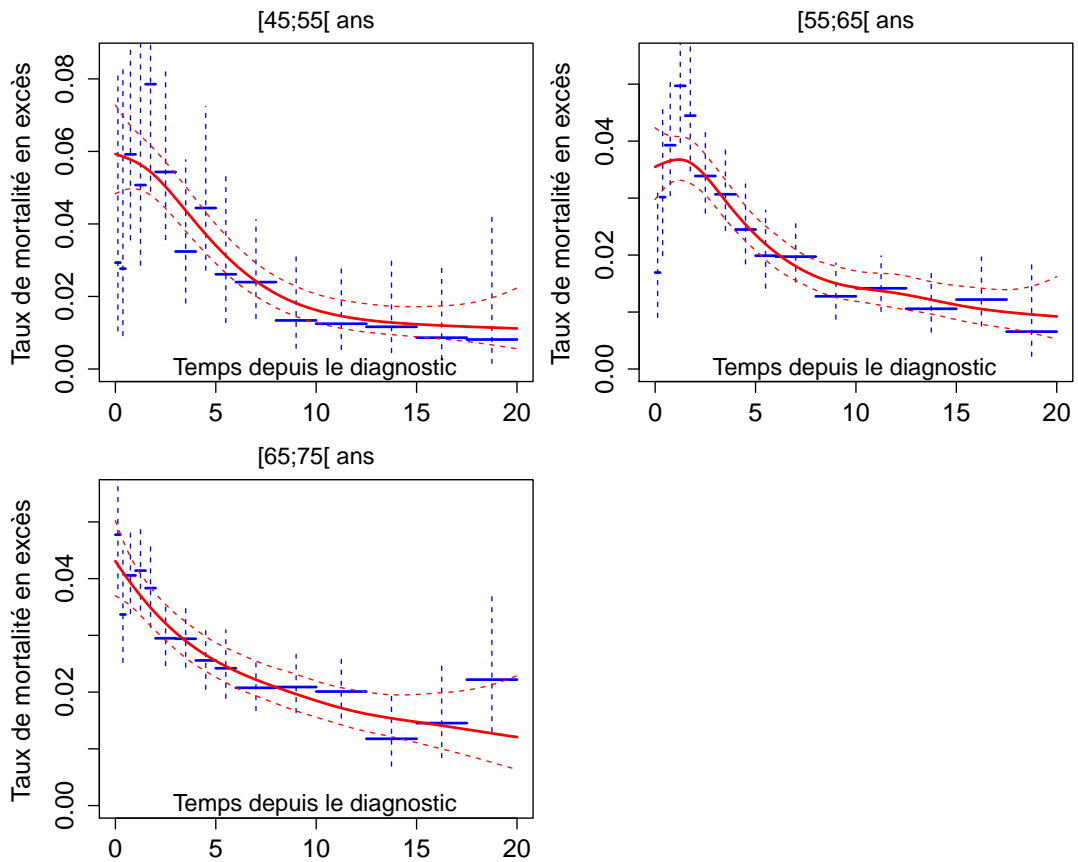 [45;55[ ans
Taux de mortalité en excès
0.00 0.02 0.04 0.06 0.08
Temps depuis le diagnostic
0 5 10 15 20
[55;65[ ans
Taux de mortalité en excès
0.00 0.02 0.04
Temps depuis le diagnostic
0 5 10 15 20
[65;75[ ans
Taux de mortalité en excès
0.00 0.02 0.04
Temps depuis le diagnostic
0 5 10 15 20